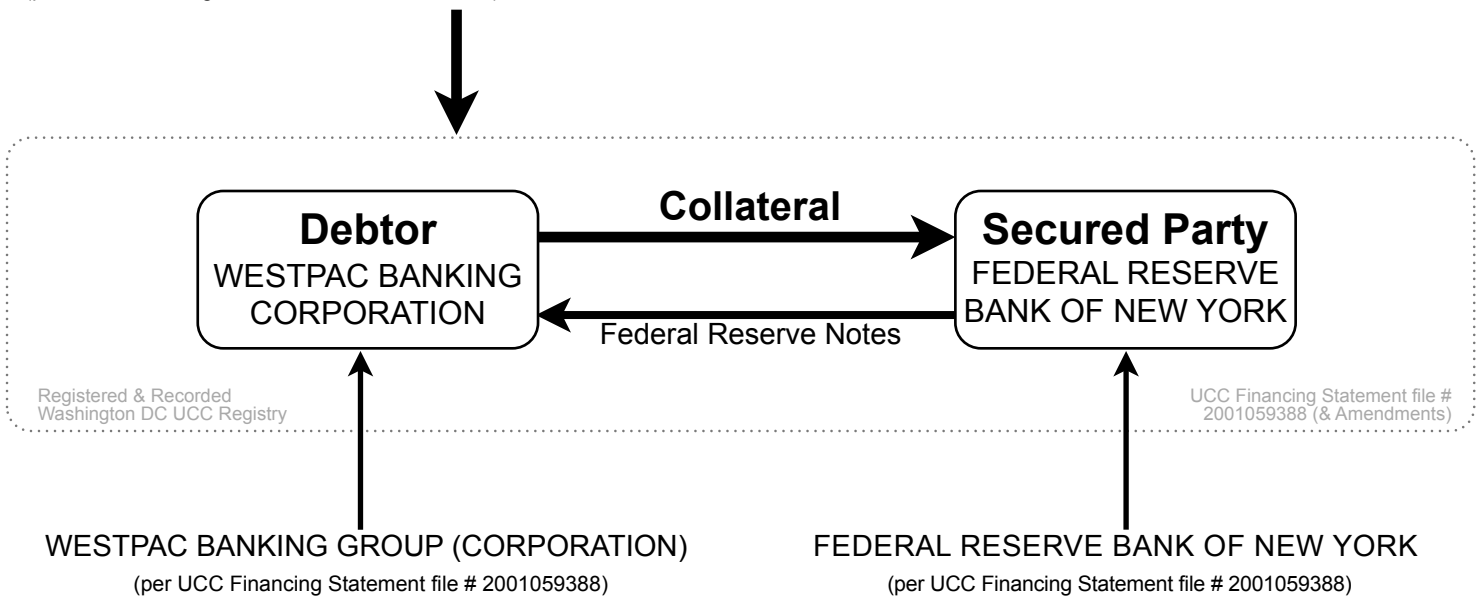 Collateral
Debtor
WESTPAC BANKING
CORPORATION
Secured Party
FEDERAL RESERVE
BANK OF NEW YORK
Federal Reserve Notes
Registered & Recorded
Washington DC UCC Registry
UCC Financing Statement file #
2001059388 (& Amendments)
WESTPAC BANKING GROUP (CORPORATION)
(per UCC Financing Statement file # 2001059388)
FEDERAL RESERVE BANK OF NEW YORK
(per UCC Financing Statement file # 2001059388)